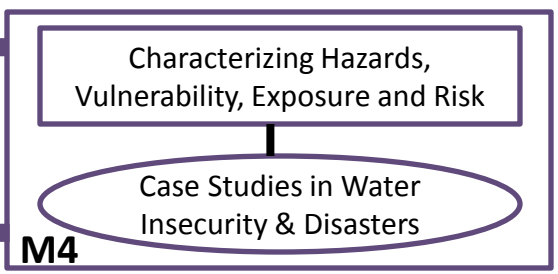 Characterizing Hazards,
Vulnerability, Exposure and Risk
Case Studies in Water
Insecurity & Disasters
M4